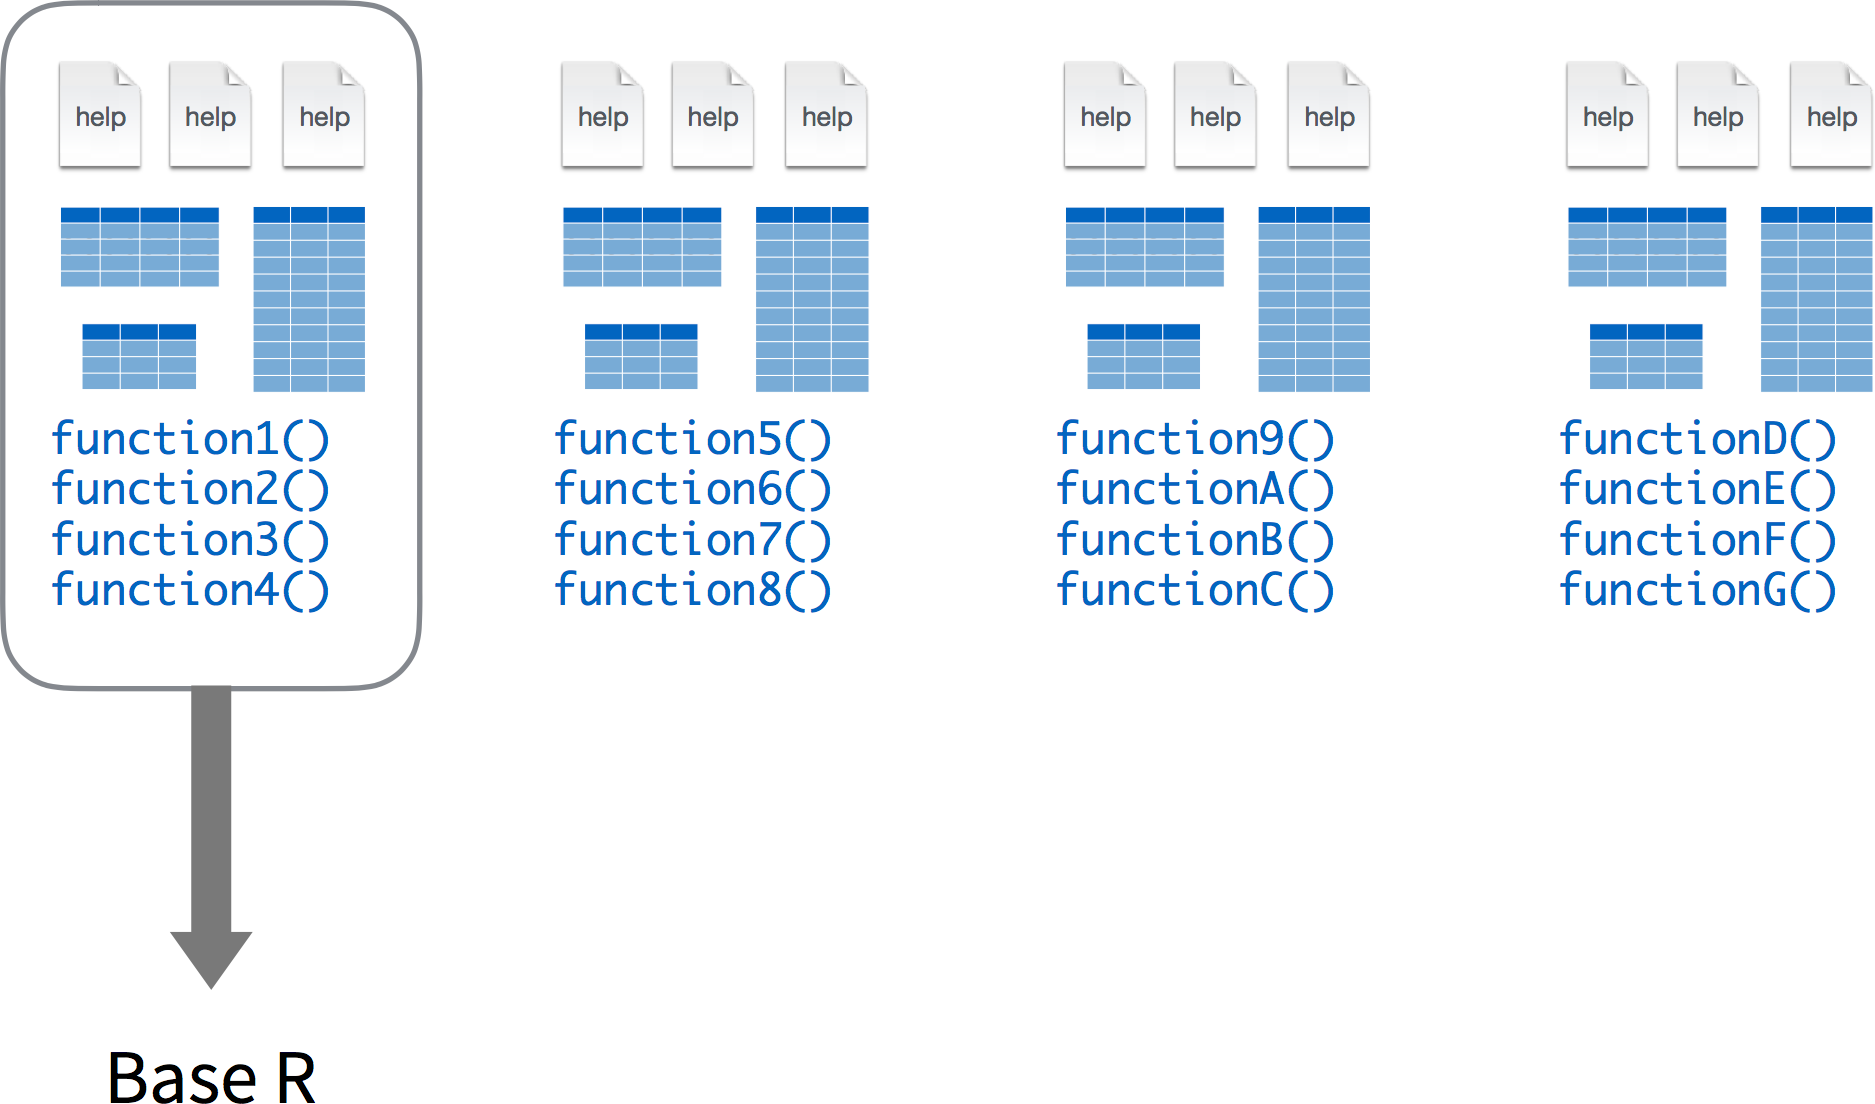 help help help help help help help help help help help help
function1() function5() function9() functionD()
function2() function6() functionA() functionE()
function3() function7() functionB() functionF()
function4() function8() functionC() functionG()
Base R